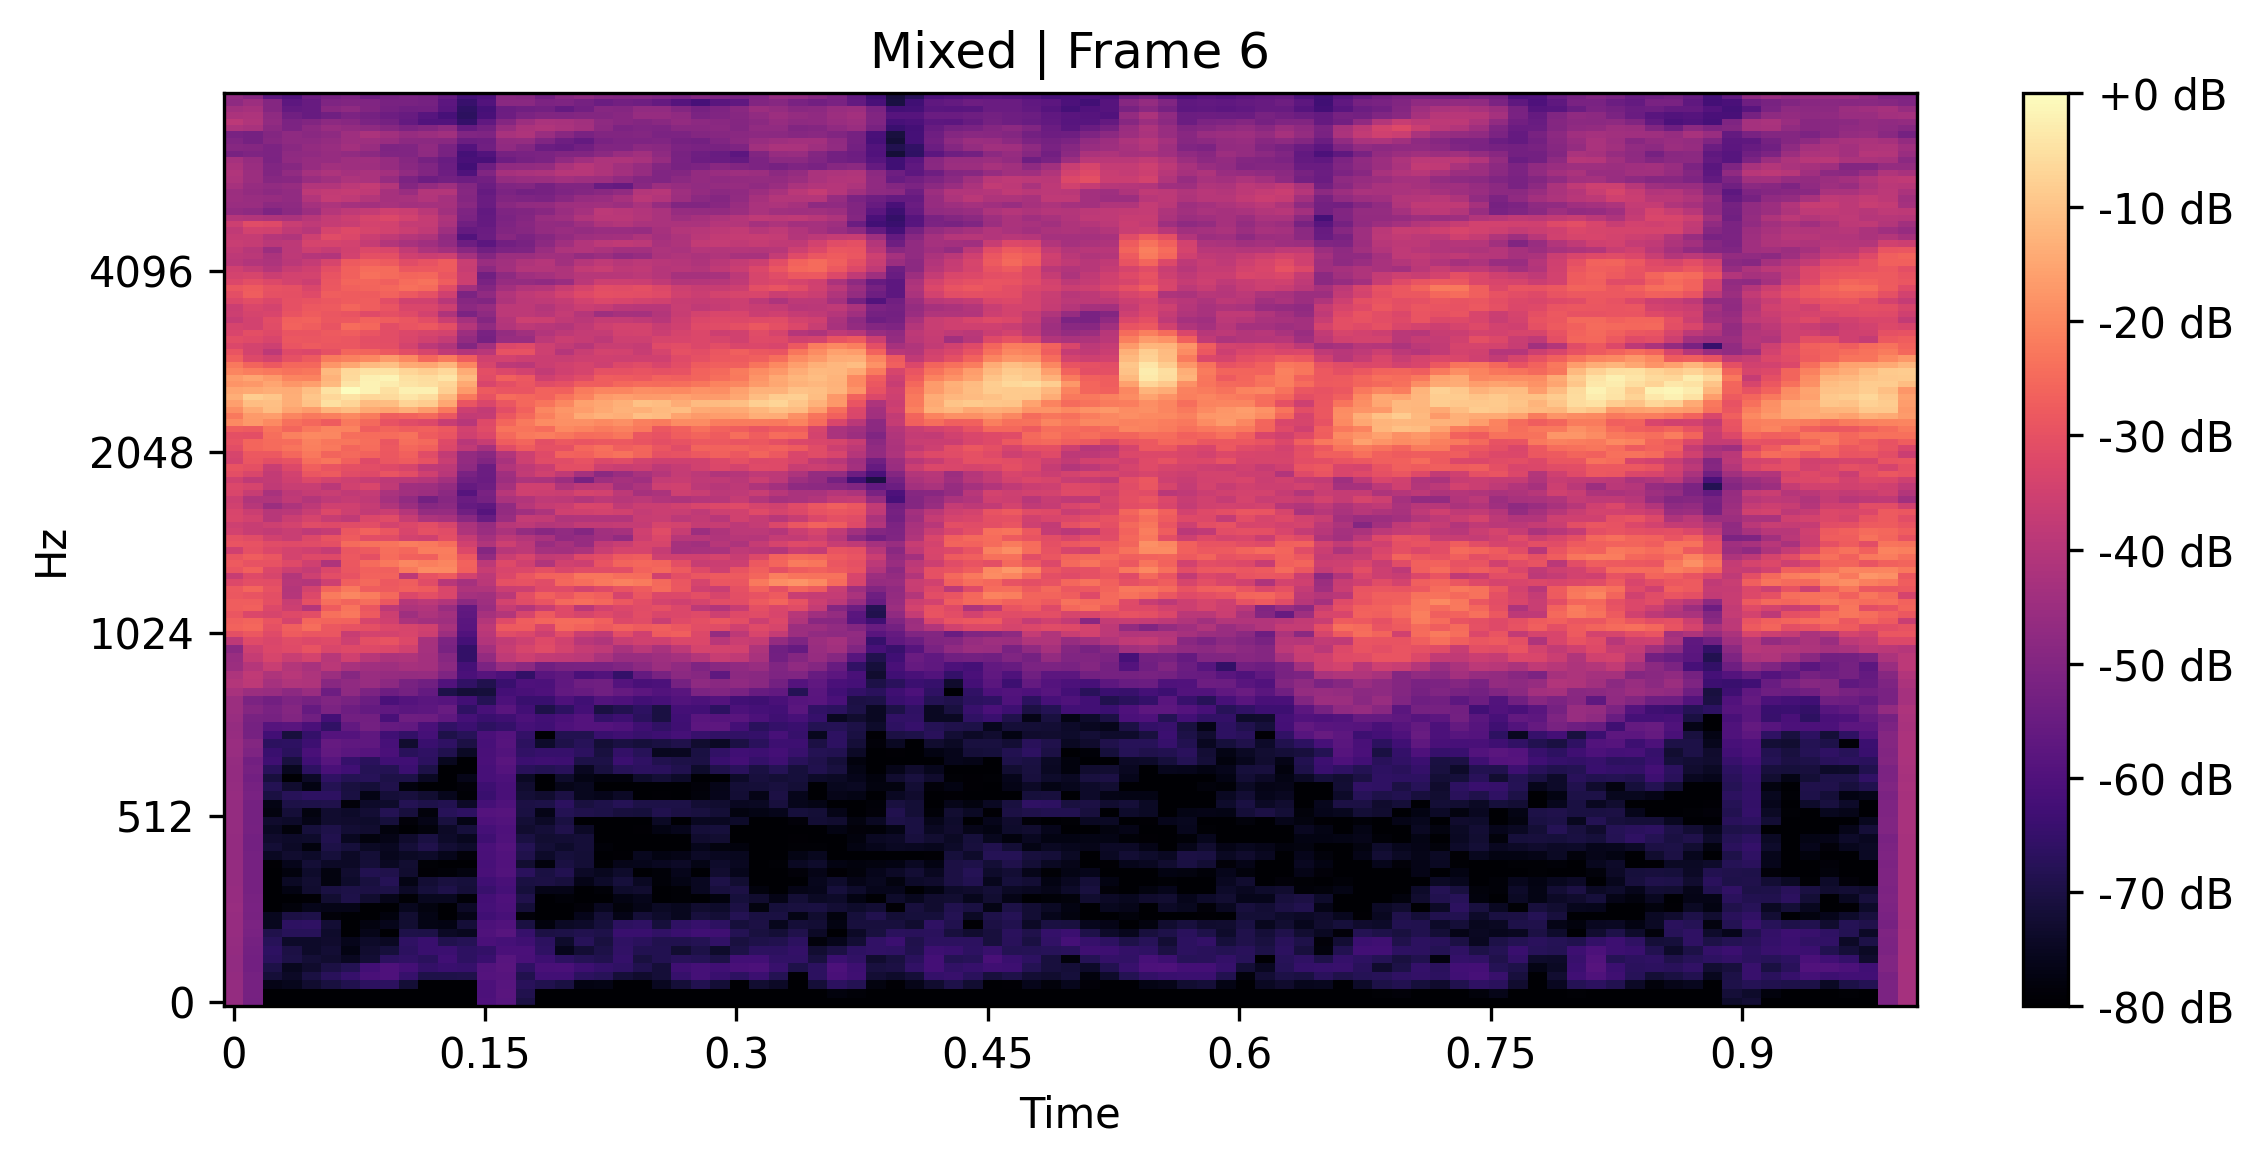 Mixed | Frame 6
+0 dB
-10 dB
-20 dB
-30 dB
-40 dB
-50 dB
-60 dB
-70 dB
-80 dB
Hz
4096
2048
1024
512
0
0 0.15 0.3 0.45 0.6 0.75 0.9
Time